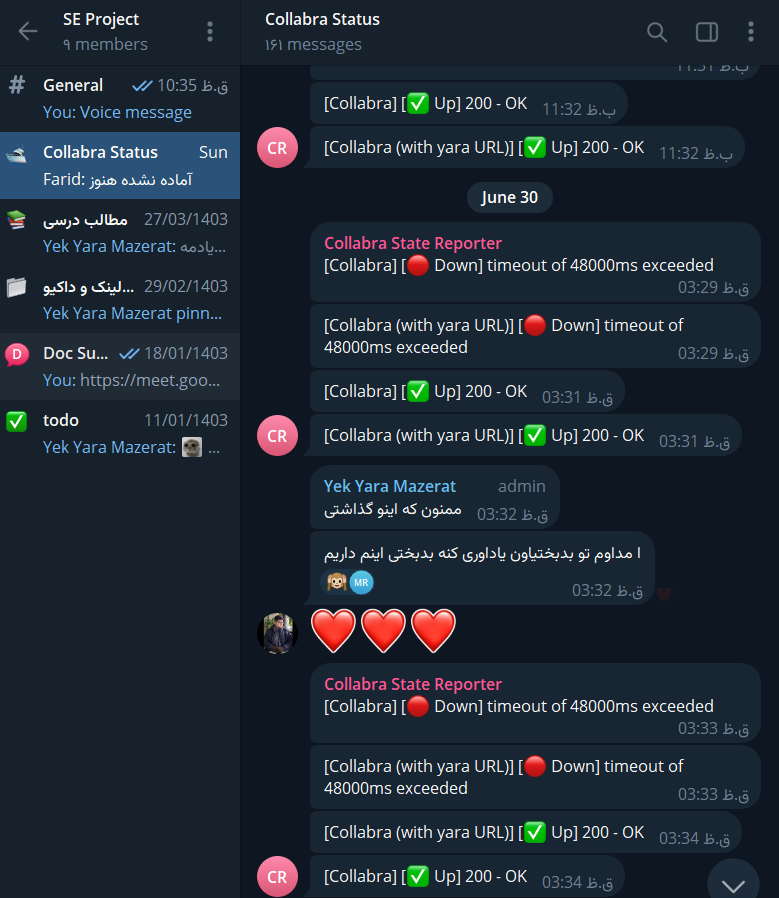 SE Project
۹ members
General
10:35 ق.ظ
You: Voice message
Collabra Status
Sun
Farid: آماده نشده هنوز
مطالب درسی
27/03/1403
Yek Yara Mazerat: یادمه...
لینک و داکیو...
29/02/1403
Yek Yara Mazerat pinn...
D
Doc Su...
18/01/1403
You: https://meet.goo...
todo
11/01/1403
Yek Yara Mazerat: ...
Collabra Status
۱۶۱ messages
11:31 ب.ظ
[Collabra] [✅ Up] 200 - OK
11:32 ب.ظ
CR
[Collabra (with yara URL)] [✅ Up] 200 - OK
11:32 ب.ظ
June 30
Collabra State Reporter
[Collabra] [🔴 Down] timeout of 48000ms exceeded
03:29 ق.ظ
[Collabra (with yara URL)] [🔴 Down] timeout of
48000ms exceeded
03:29 ق.ظ
[Collabra] [✅ Up] 200 - OK
03:31 ق.ظ
CR
[Collabra (with yara URL)] [✅ Up] 200 - OK
03:31 ق.ظ
Yek Yara Mazerat
admin
ممنون که اینو گذاشتی
03:32 ق.ظ
ا مداوم تو بدبختیاون یاداوری کنه بدبختی اینم داریم
MR
03:32 ق.ظ
❤️❤️❤️
Collabra State Reporter
[Collabra] [🔴 Down] timeout of 48000ms exceeded
03:33 ق.ظ
[Collabra (with yara URL)] [🔴 Down] timeout of
48000ms exceeded
03:33 ق.ظ
[Collabra (with yara URL)] [✅ Up] 200 - OK
03:34 ق.ظ
CR
[Collabra] [✅ Up] 200 - OK
03:34 ق.ظ